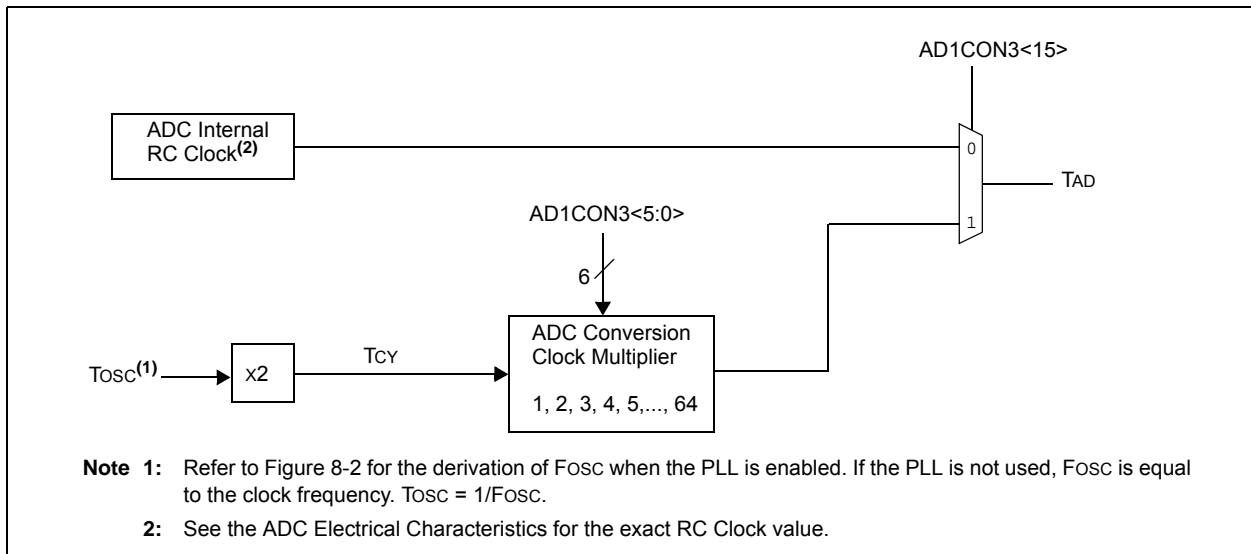 AD1CON3<15>
ADC Internal
RC Clock(2)
0
TAD
AD1CON3<5:0>
1
6
ADC Conversion
Clock Multiplier
TOSC(1)
X2
TCY
1, 2, 3, 4, 5,..., 64
Note 1: Refer to Figure 8-2 for the derivation of FOSC when the PLL is enabled. If the PLL is not used, FOSC is equal
to the clock frequency. TOSC = 1/FOSC.
2: See the ADC Electrical Characteristics for the exact RC Clock value.